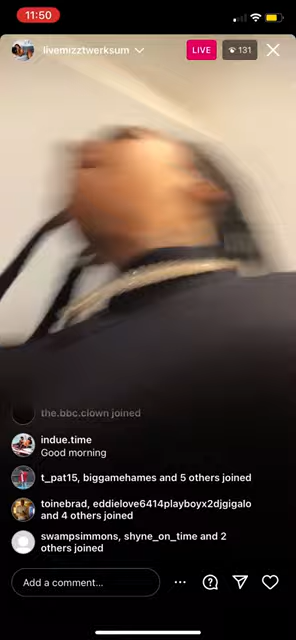 11:50
livemizztwerksum
LIVE
131
the.bbc.clown joined
indue.time
Good morning
t_pat15, biggamehames and 5 others joined
toinebrad, eddielove6414playboyx2djgigalo
and 4 others joined
swampsimmons, shyne_on_time and 2
others joined
Add a comment...